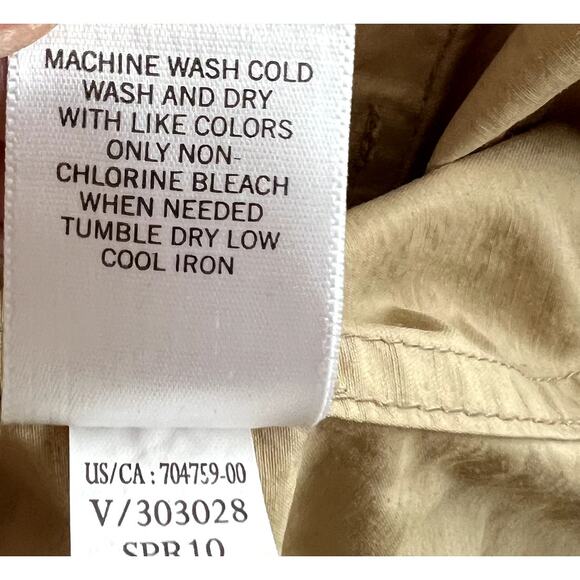 MACHINE WASH COLD
WASH AND DRY
WITH LIKE COLORS
ONLY NON-
CHLORINE BLEACH
WHEN NEEDED
TUMBLE DRY LOW
COOL IRON
US/CA : 704759-00
V/303028
SPR10